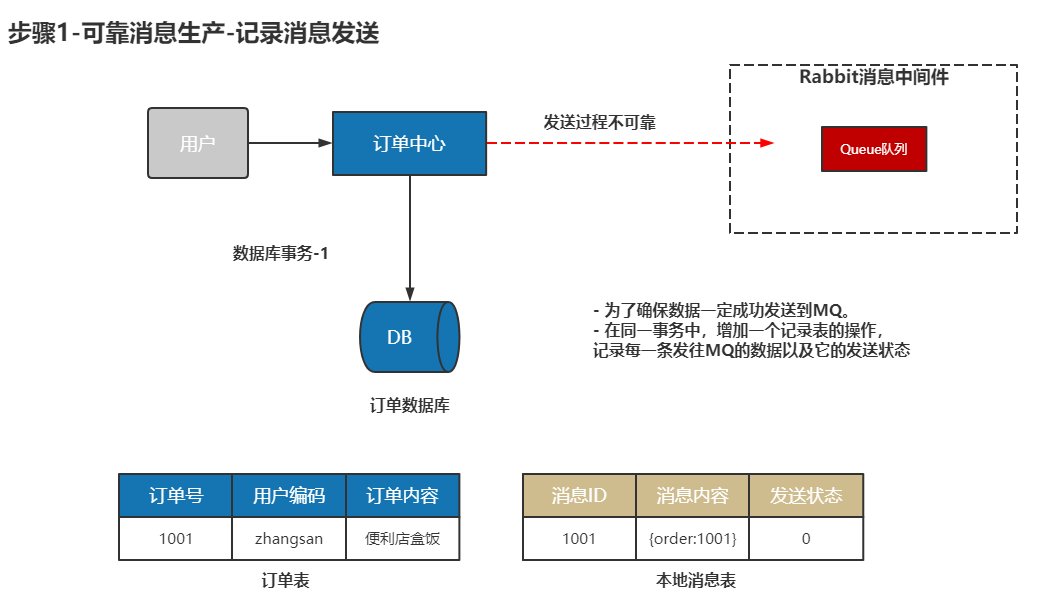 步骤1-可靠消息生产-记录消息发送
Rabbit消息中间件
用户
订单中心
发送过程不可靠
Queue队列
数据库事务-1
DB
订单数据库
- 为了确保数据一定成功发送到MQ。
- 在同一事务中，增加一个记录表的操作，
记录每一条发往MQ的数据以及它的发送状态
订单号 用户编码 订单内容
1001 zhangsan 便利店盒饭
订单表
消息ID 消息内容 发送状态
1001 {order:1001} 0
本地消息表